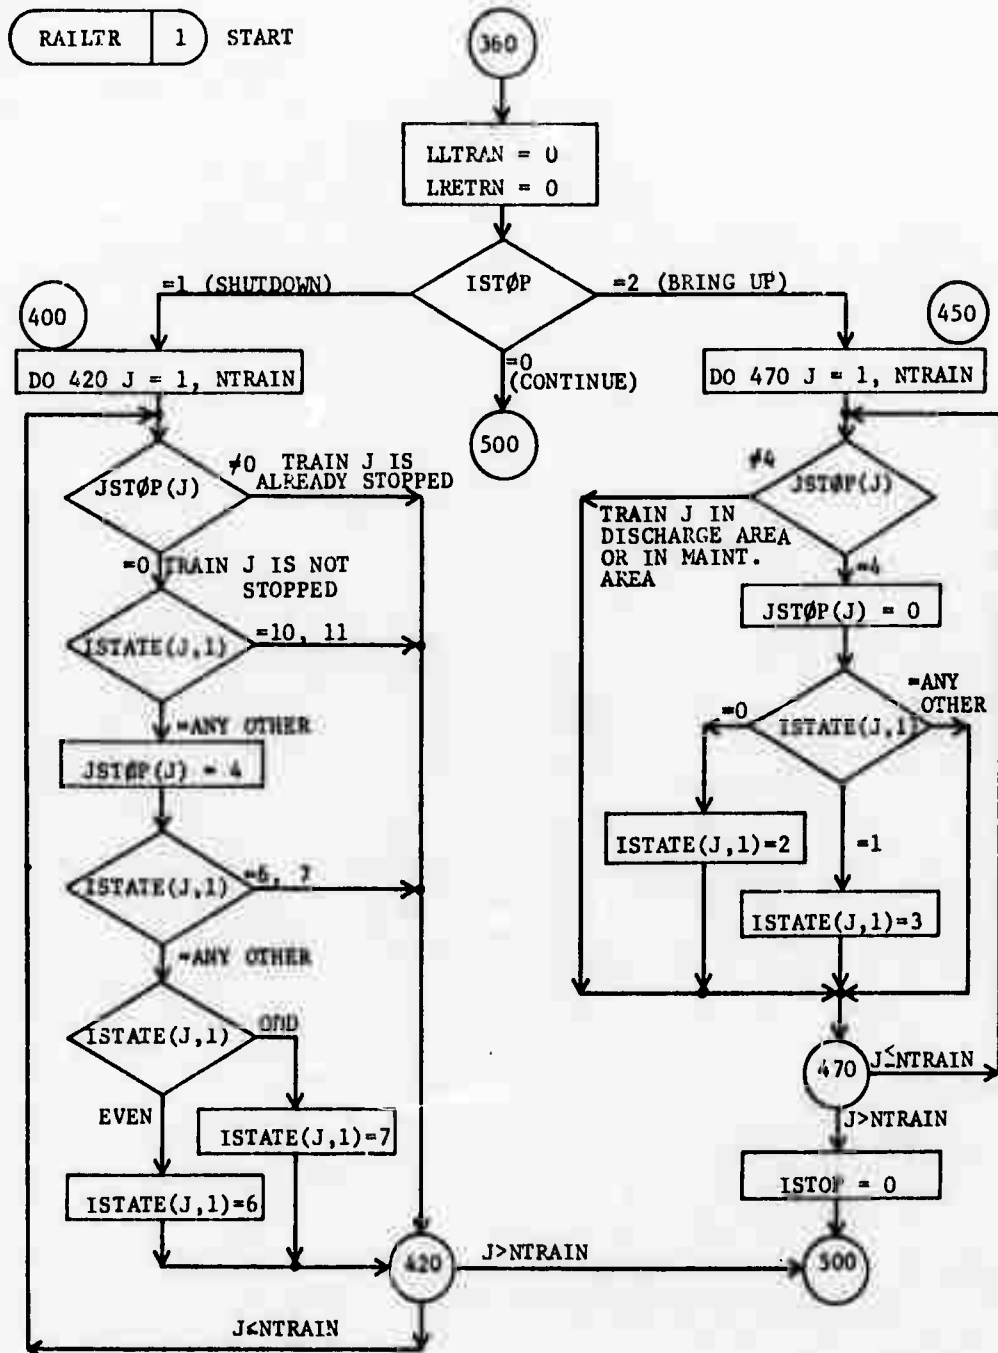 RAILTR 1 START
360
LLTRAN = 0
LRETRN = 0
ISTØP
=1 (SHUTDOWN)
=2 (BRING UP)
=0
(CONTINUE)
500
400
DO 420 J = 1, NTRAIN
JSTØP(J)
≠0 TRAIN J IS
ALREADY STOPPED
=0 TRAIN J IS NOT
STOPPED
ISTATE(J,1)
=10, 11
=ANY OTHER
JSTØP(J) = 4
ISTATE(J,1)
=6, 7
=ANY OTHER
ISTATE(J,1)
ODD
EVEN
ISTATE(J,1)=7
ISTATE(J,1)=6
420
J>NTRAIN
J≤NTRAIN
450
DO 470 J = 1, NTRAIN
≠4
JSTØP(J)
TRAIN J IN
DISCHARGE AREA
OR IN MAINT.
AREA
=4
JSTØP(J) = 0
=ANY
OTHER
=0
ISTATE(J,1)
ISTATE(J,1)=2
=1
ISTATE(J,1)=3
470
J≤NTRAIN
J>NTRAIN
ISTOP = 0
500